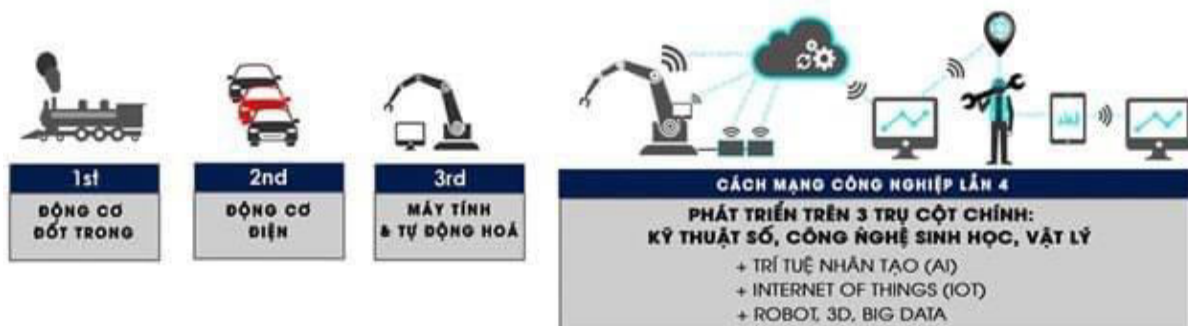 1st
ĐỘNG CƠ
ĐỐT TRONG
2nd
ĐỘNG CƠ
ĐIỆN
3rd
MÁY TÍNH
& TỰ ĐỘNG HOÁ
CÁCH MẠNG CÔNG NGHIỆP LẦN 4
PHÁT TRIỂN TRÊN 3 TRỤ CỘT CHÍNH:
KỸ THUẬT SỐ, CÔNG NGHỆ SINH HỌC, VẬT LÝ
+ TRÍ TUỆ NHÂN TẠO (AI)
+ INTERNET OF THINGS (IOT)
+ ROBOT, 3D, BIG DATA